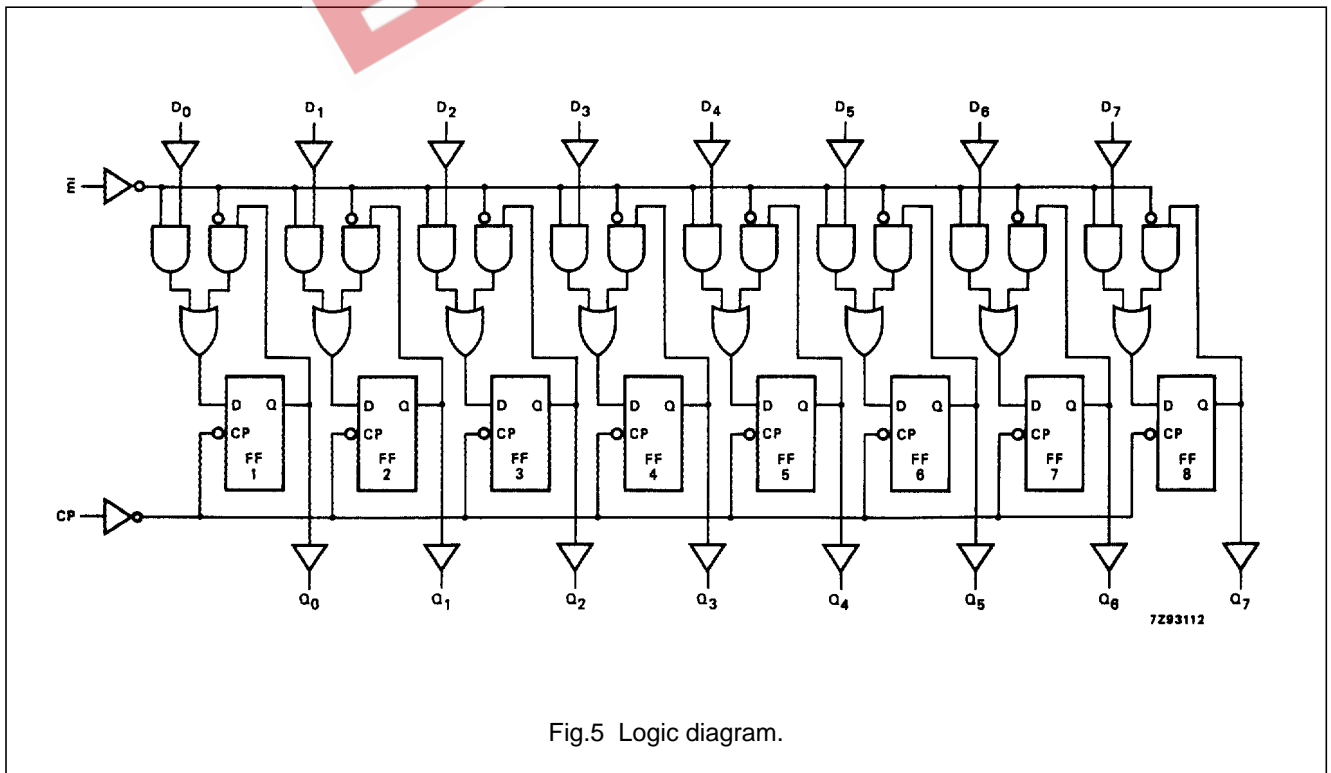 D0 D1 D2 D3 D4 D5 D6 D7
E̅
D Q D Q D Q D Q D Q D Q D Q D Q
CP CP CP CP CP CP CP CP
FF FF FF FF FF FF FF FF
1 2 3 4 5 6 7 8
CP
Q0 Q1 Q2 Q3 Q4 Q5 Q6 Q7
7Z93112
Fig.5 Logic diagram.